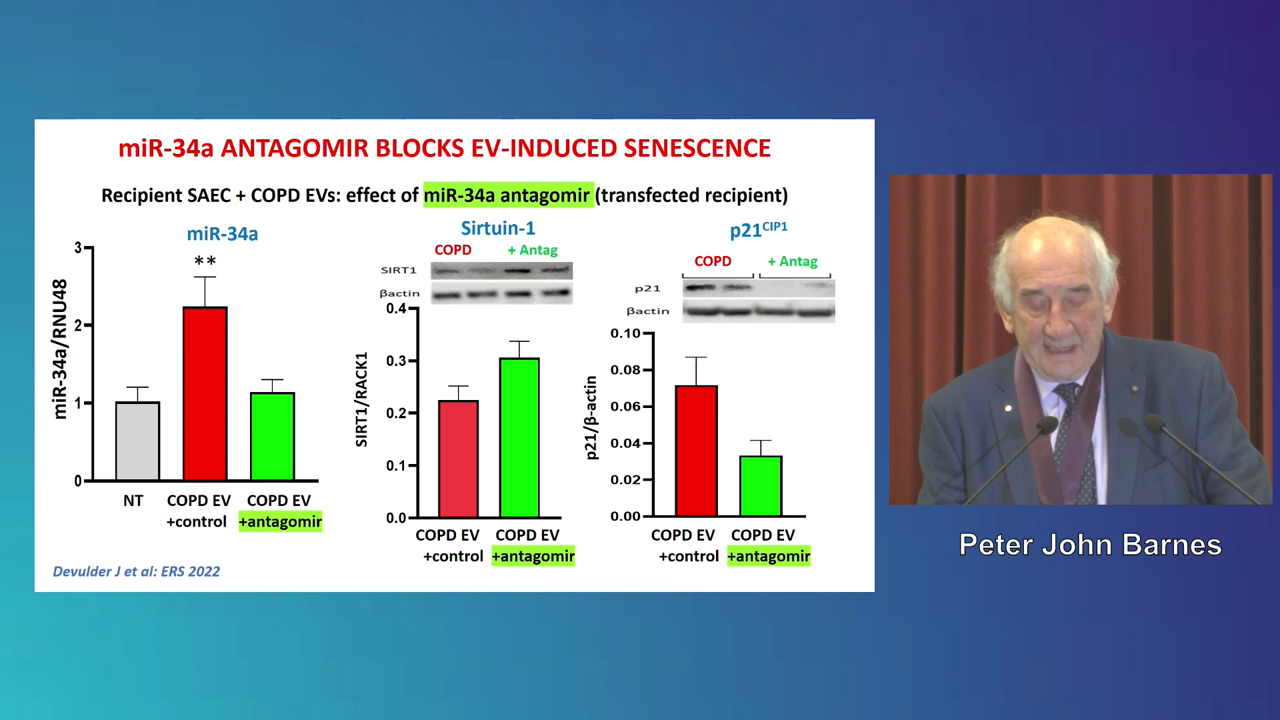 miR-34a ANTAGOMIR BLOCKS EV-INDUCED SENESCENCE
Recipient SAEC + COPD EVs: effect of miR-34a antagomir (transfected recipient)
miR-34a
3
2
1
0
miR-34a/RNU48
**
NT
COPD EV
+control
COPD EV
+antagomir
Sirtuin-1
COPD
+ Antag
SIRT1
βactin
0.4
0.3
0.2
0.1
0.0
SIRT1/RACK1
COPD EV
+control
COPD EV
+antagomir
p21CIP1
COPD
+ Antag
p21
βactin
0.10
0.08
0.06
0.04
0.02
0.00
p21/β-actin
COPD EV
+control
COPD EV
+antagomir
Devulder J et al: ERS 2022
Peter John Barnes